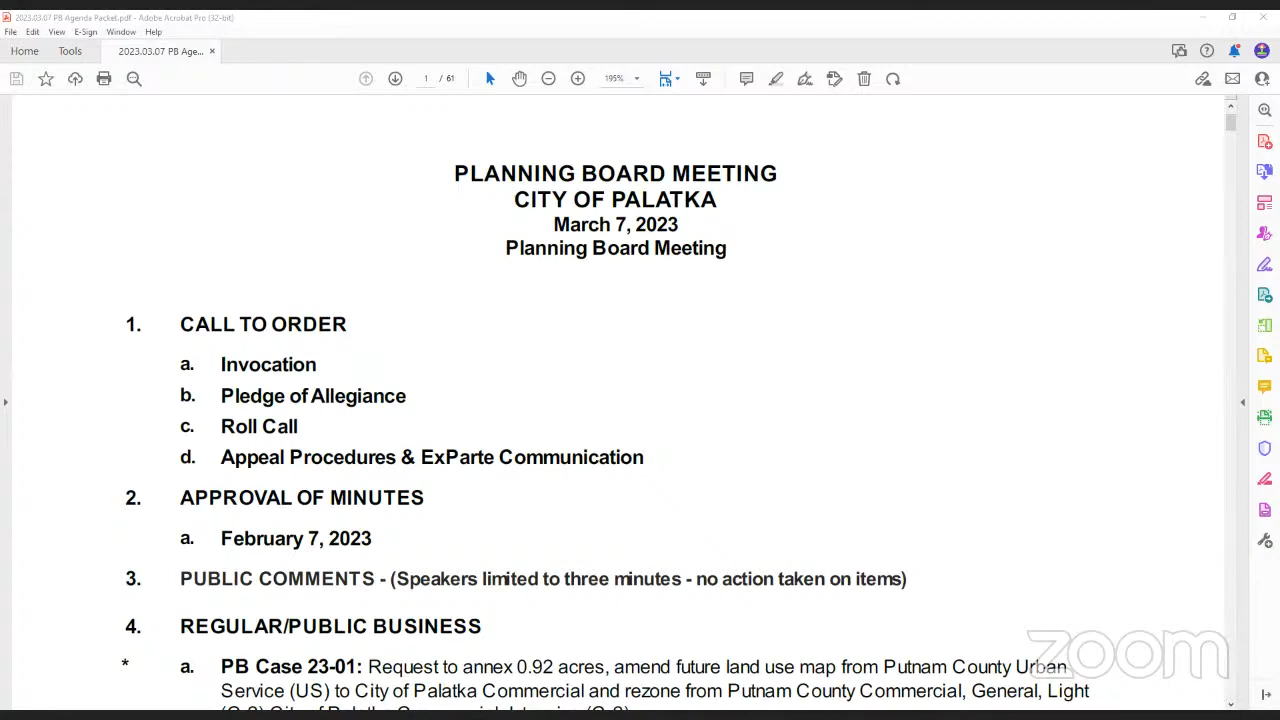 2023.03.07 PB Agenda Packet.pdf - Adobe Acrobat Pro (32-bit)
File Edit View E-Sign Window Help
Home Tools 2023.03.07 PB Age... ×
1 / 61 195%
PLANNING BOARD MEETING
CITY OF PALATKA
March 7, 2023
Planning Board Meeting
1. CALL TO ORDER
a. Invocation
b. Pledge of Allegiance
c. Roll Call
d. Appeal Procedures & ExParte Communication
2. APPROVAL OF MINUTES
a. February 7, 2023
3. PUBLIC COMMENTS - (Speakers limited to three minutes - no action taken on items)
4. REGULAR/PUBLIC BUSINESS
* a. PB Case 23-01: Request to annex 0.92 acres, amend future land use map from Putnam County Urban
Service (US) to City of Palatka Commercial and rezone from Putnam County Commercial, General, Light
zoom